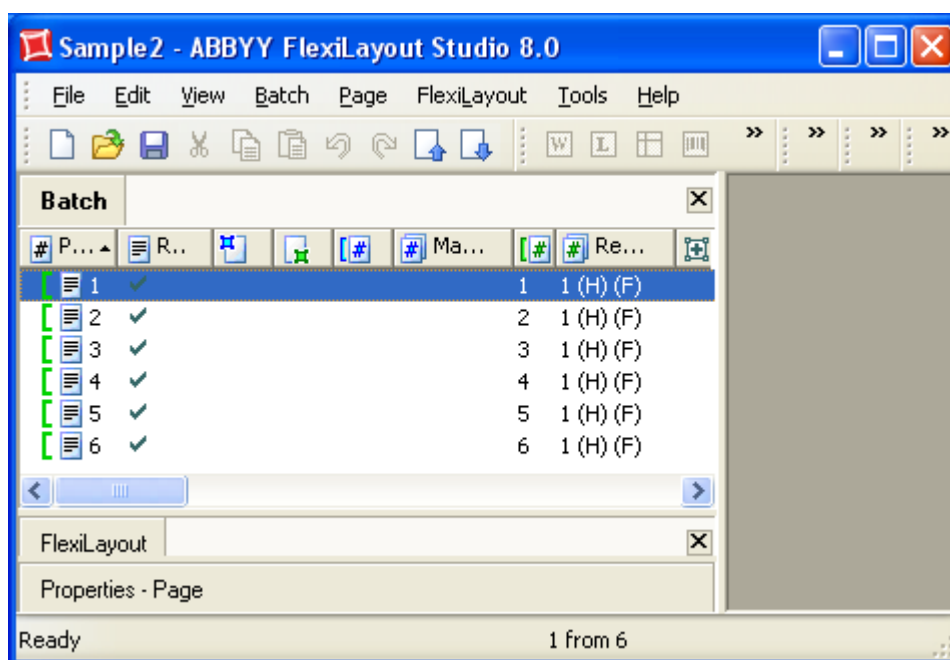 Sample2 - ABBYY FlexiLayout Studio 8.0
File Edit View Batch Page FlexiLayout Tools Help
W L
Batch
# P... R... # # Ma... # # Re...
1 1 1 (H) (F)
2 2 1 (H) (F)
3 3 1 (H) (F)
4 4 1 (H) (F)
5 5 1 (H) (F)
6 6 1 (H) (F)
FlexiLayout
Properties - Page
Ready 1 from 6